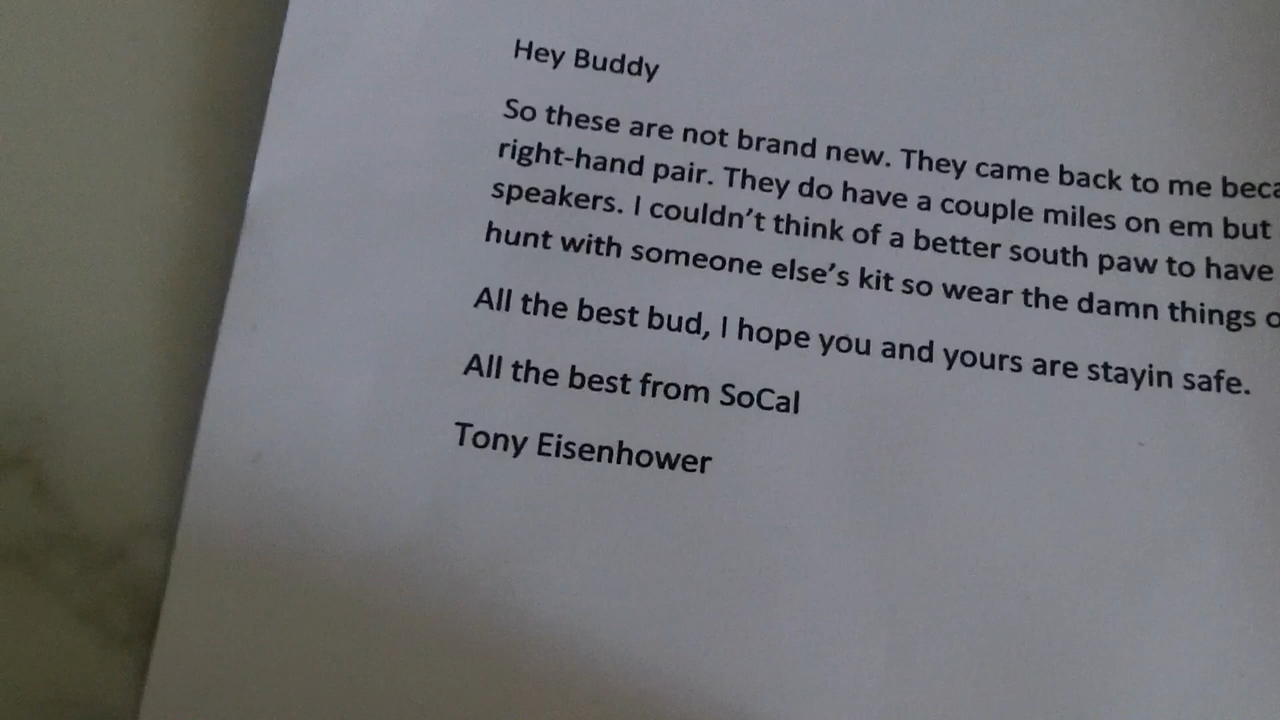 Hey Buddy
So these are not brand new. They came back to me beca
right-hand pair. They do have a couple miles on em but
speakers. I couldn't think of a better south paw to have
hunt with someone else's kit so wear the damn things o
All the best bud, I hope you and yours are stayin safe.
All the best from SoCal
Tony Eisenhower